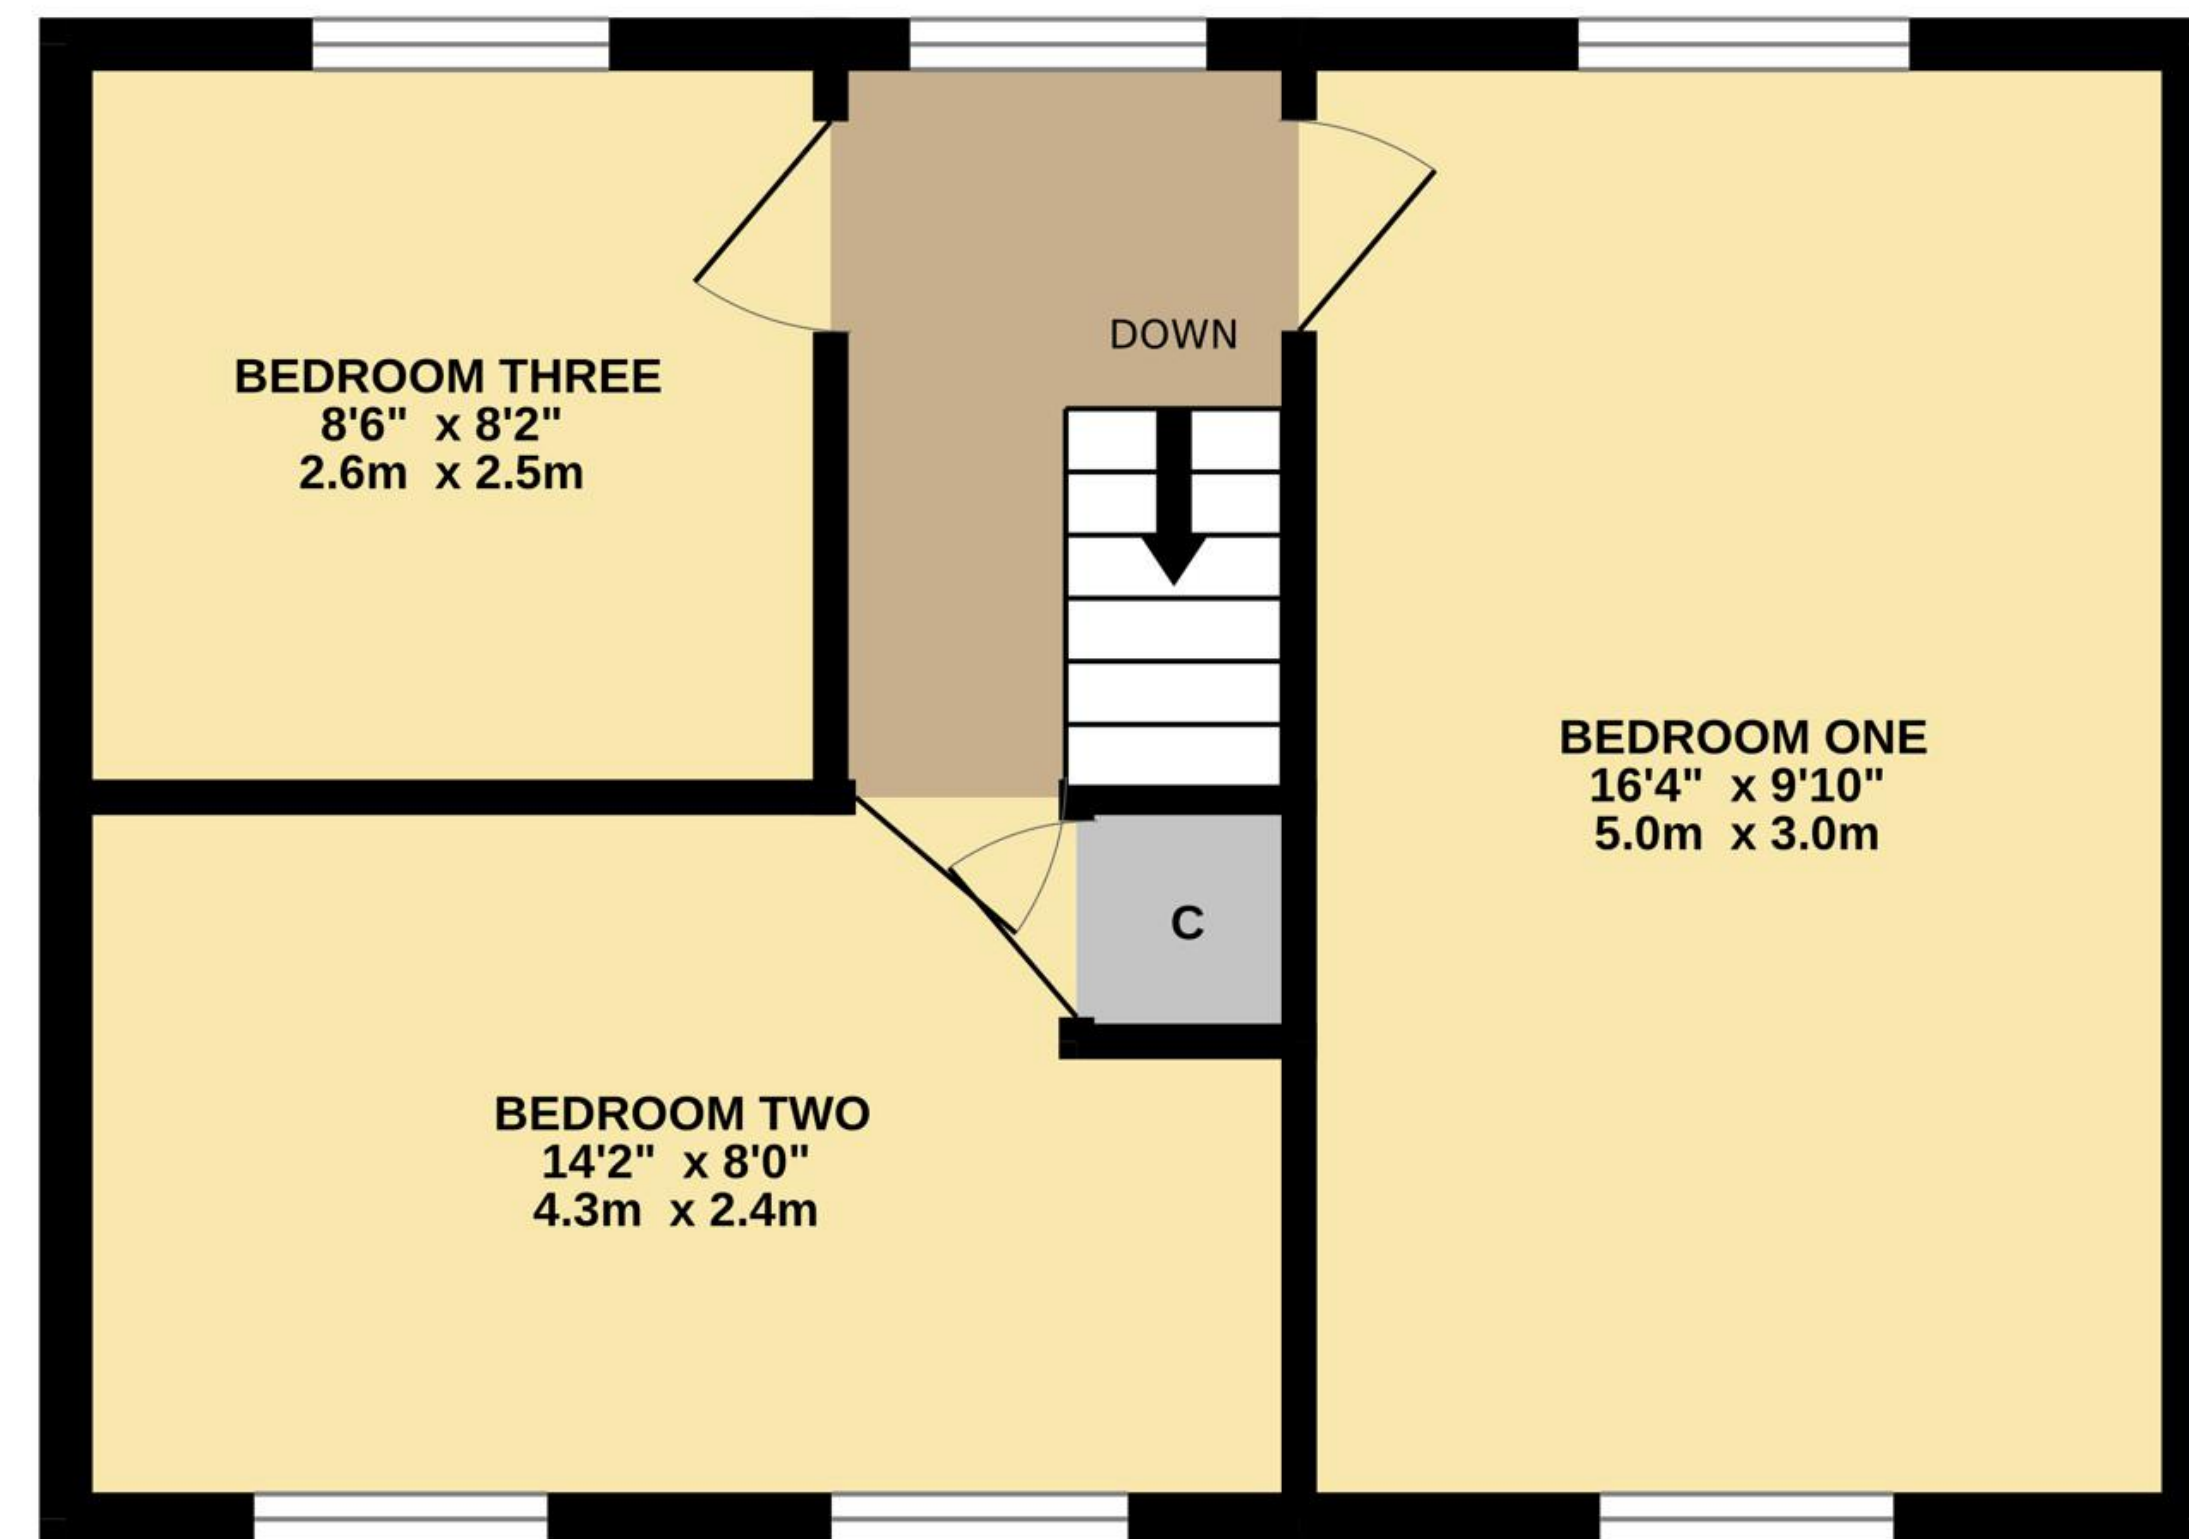 DOWN
BEDROOM THREE
8'6" x 8'2"
2.6m x 2.5m
BEDROOM ONE
16'4" x 9'10"
5.0m x 3.0m
C
BEDROOM TWO
14'2" x 8'0"
4.3m x 2.4m